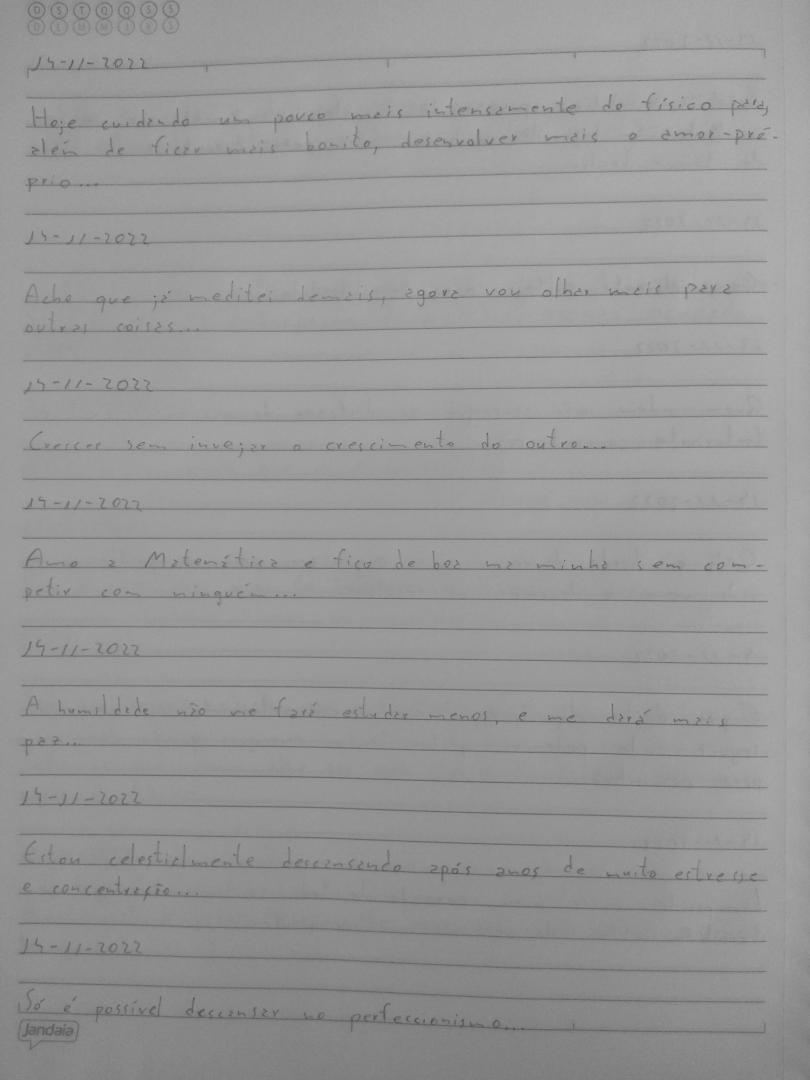 D S T Q Q S S
D L M M J V S
14-11-2022
Hoje cuidando um pouco mais intensamente do físico para,
além de ficar mais bonito, desenvolver mais o amor-pró-
prio...
14-11-2022
Acho que já meditei demais, agora vou olhar mais para
outras coisas...
14-11-2022
Crescer sem invejar o crescimento do outro...
14-11-2022
Amo a Matemática e fico de boa na minha sem com-
petir com ninguém...
14-11-2022
A humildade não me fará estudar menos, e me dará mais
paz...
14-11-2022
Estou celestialmente descansando após anos de muito estresse
e concentração...
14-11-2022
Só é possível descansar no perfeccionismo...
Jandaia